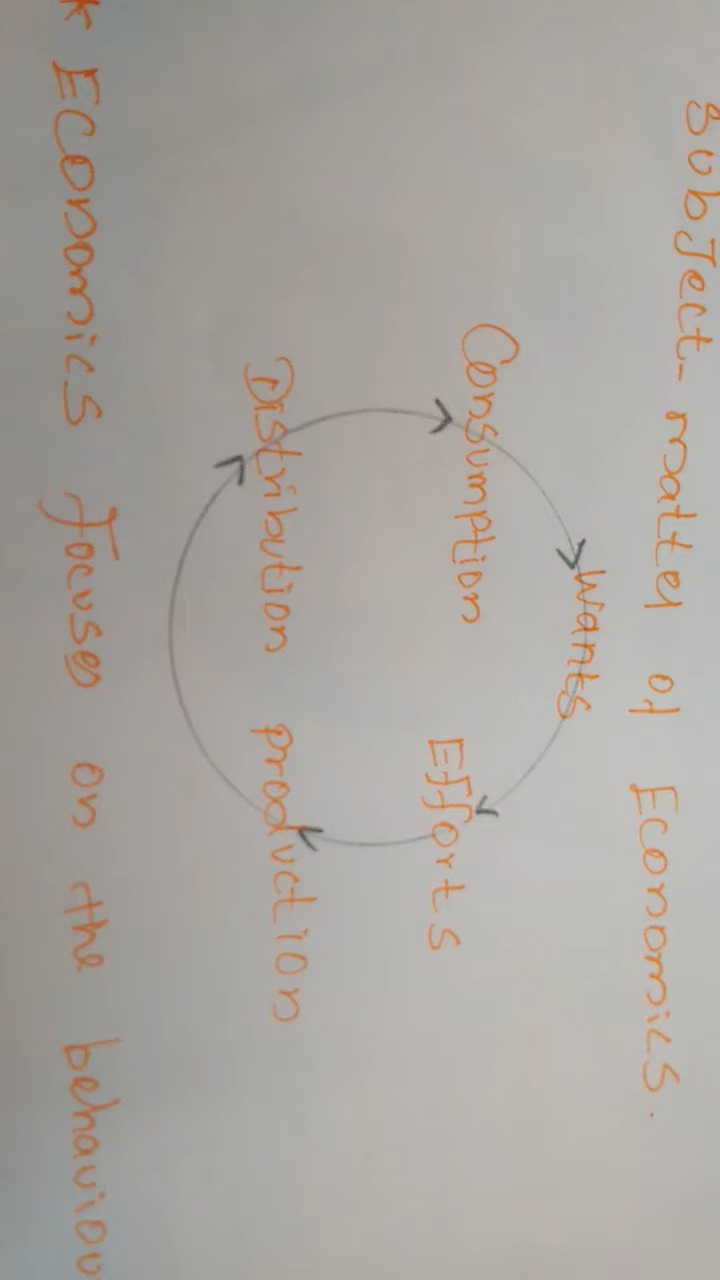 Subject-matter of Economics.
Wants
Consumption Efforts
Distribution production
* Economics focuses on the behaviou